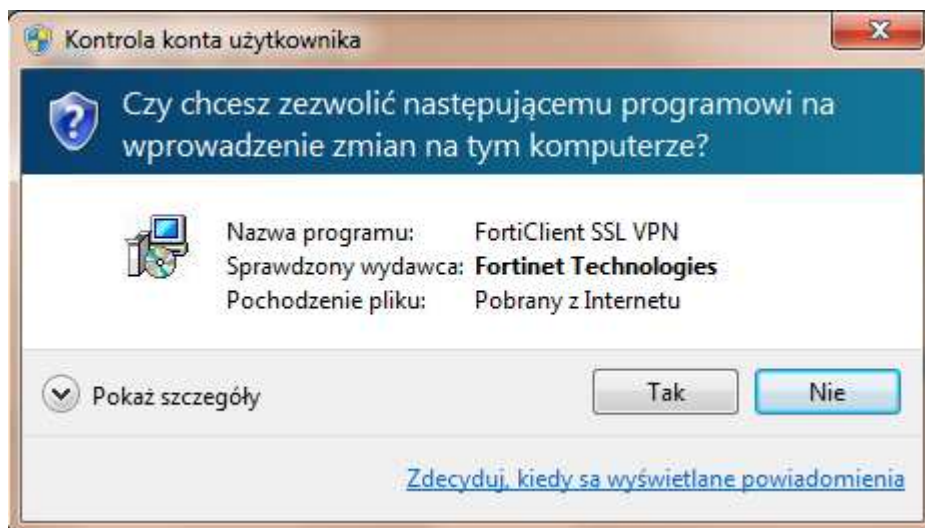 Kontrola konta użytkownika
Czy chcesz zezwolić następującemu programowi na
wprowadzenie zmian na tym komputerze?
Nazwa programu: FortiClient SSL VPN
Sprawdzony wydawca: Fortinet Technologies
Pochodzenie pliku: Pobrany z Internetu
Pokaż szczegóły Tak Nie
Zdecyduj, kiedy są wyświetlane powiadomienia